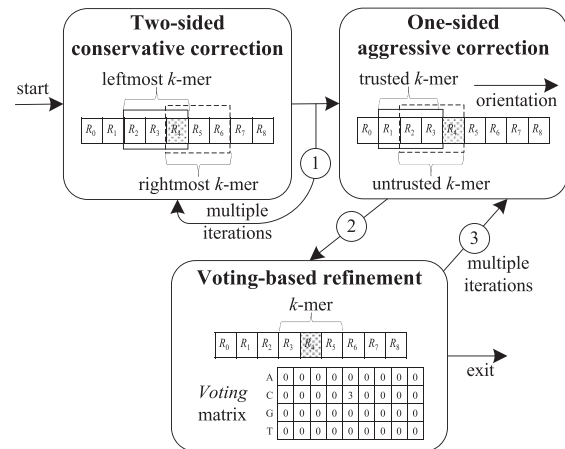 Two-sided
conservative correction
start
leftmost k-mer
R0 R1 R2 R3 R4 R5 R6 R7 R8
rightmost k-mer
1
multiple
iterations
One-sided
aggressive correction
trusted k-mer
orientation
R0 R1 R2 R3 R4 R5 R6 R7 R8
untrusted k-mer
2
3
multiple
iterations
Voting-based refinement
k-mer
R0 R1 R2 R3 R4 R5 R6 R7 R8
exit
Voting
matrix
A 0 0 0 0 0 0 0 0 0
C 0 0 0 0 3 0 0 0 0
G 0 0 0 0 0 0 0 0 0
T 0 0 0 0 0 0 0 0 0